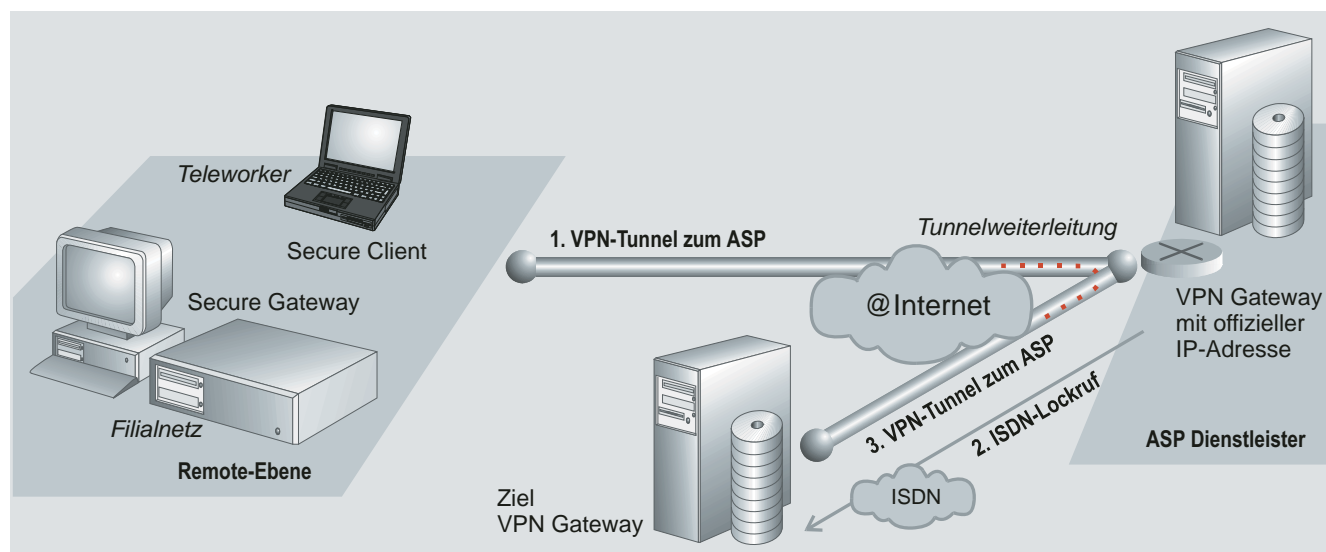 Teleworker
Secure Client
Secure Gateway
Filialnetz
Remote-Ebene
1. VPN-Tunnel zum ASP
Tunnelweiterleitung
@Internet
VPN Gateway
mit offizieller
IP-Adresse
3. VPN-Tunnel zum ASP
2. ISDN-Lockruf
ASP Dienstleister
ISDN
Ziel
VPN Gateway